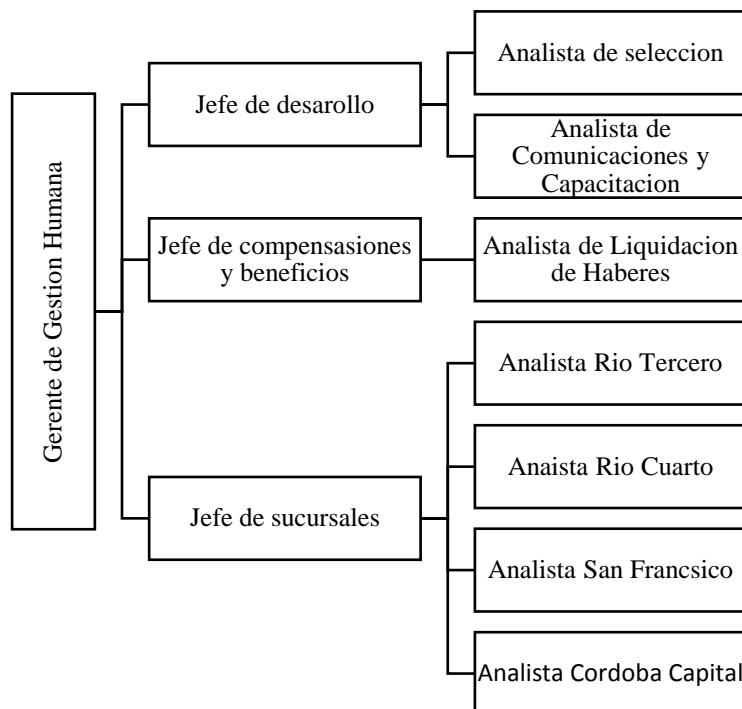 Gerente de Gestion Humana
Jefe de desarollo
Analista de seleccion
Analista de
Comunicaciones y
Capacitacion
Jefe de compensasiones
y beneficios
Analista de Liquidacion
de Haberes
Jefe de sucursales
Analista Rio Tercero
Anaista Rio Cuarto
Analista San Francsico
Analista Cordoba Capital